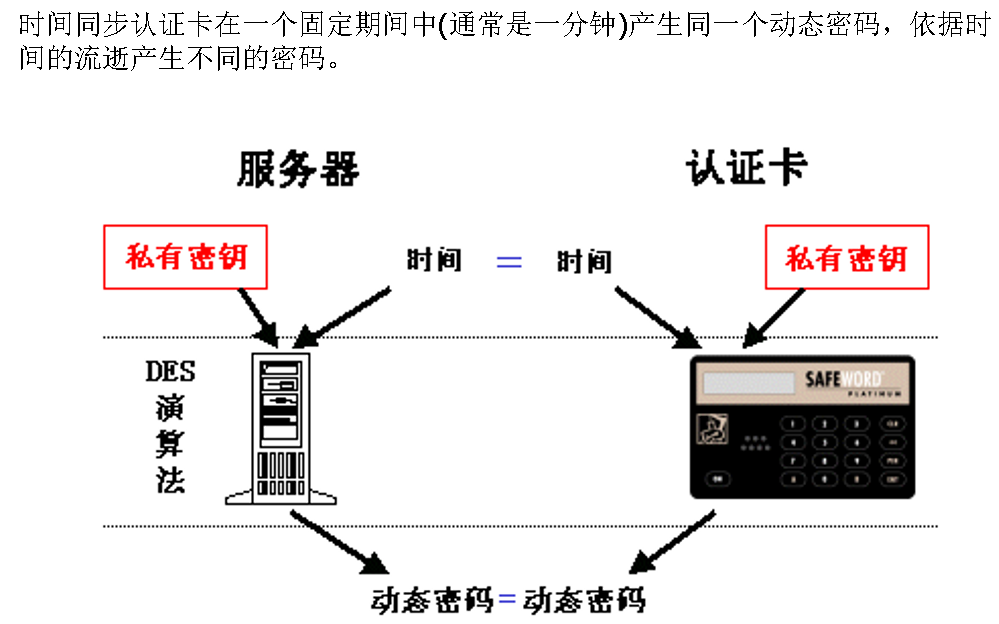 时间同步认证卡在一个固定期间中(通常是一分钟)产生同一个动态密码，依据时
间的流逝产生不同的密码。
服务器
认证卡
私有密钥
时间 = 时间
私有密钥
DES
演
算
法
SAFEWORD
PLATINUM
动态密码=动态密码